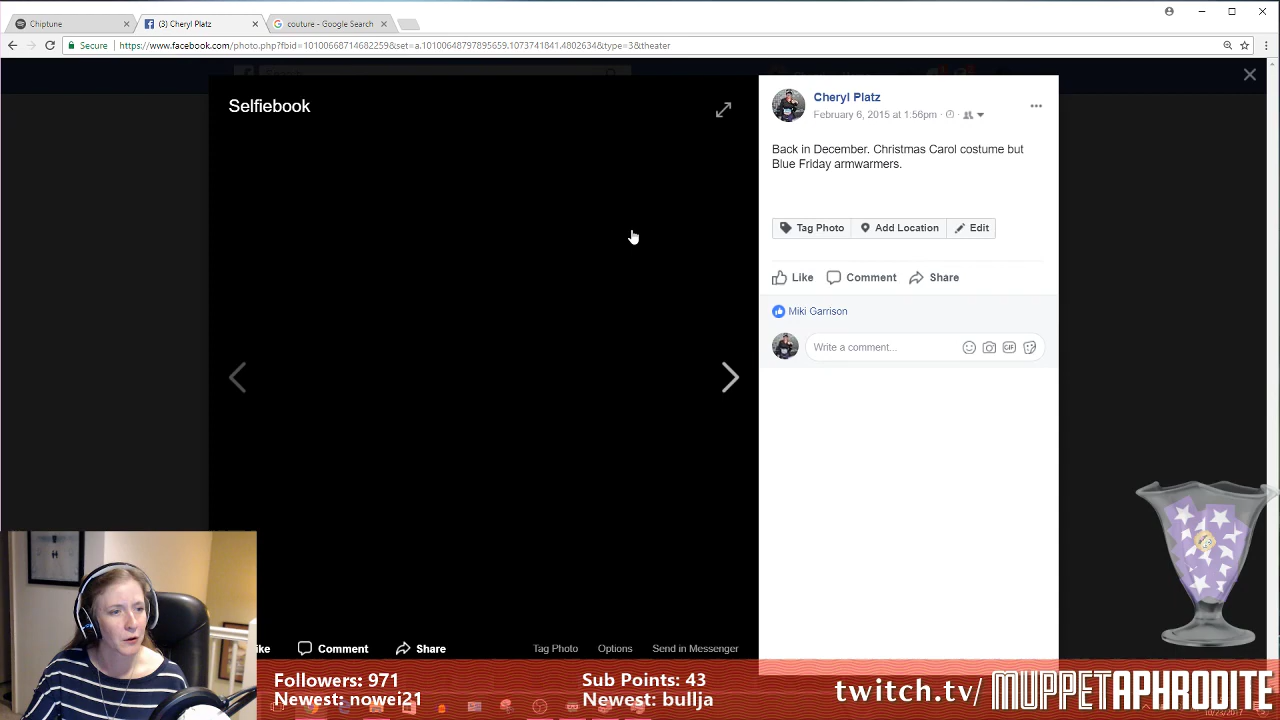 Chiptune
(3) Cheryl Platz
couture - Google Search
Secure
https://www.facebook.com/photo.php?fbid=10100668714682259&set=a.10100648797895659.1073741841.4802634&type=3&theater
Selfiebook
Cheryl Platz
February 6, 2015 at 1:56pm
Back in December. Christmas Carol costume but
Blue Friday armwarmers.
Tag Photo
Add Location
Edit
Like
Comment
Share
Miki Garrison
Write a comment...
GIF
ike
Comment
Share
Tag Photo
Options
Send in Messenger
Followers: 971
Newest: nowei21
Sub Points: 43
Newest: bullja
twitch.tv/ MUPPETAPHRODITE